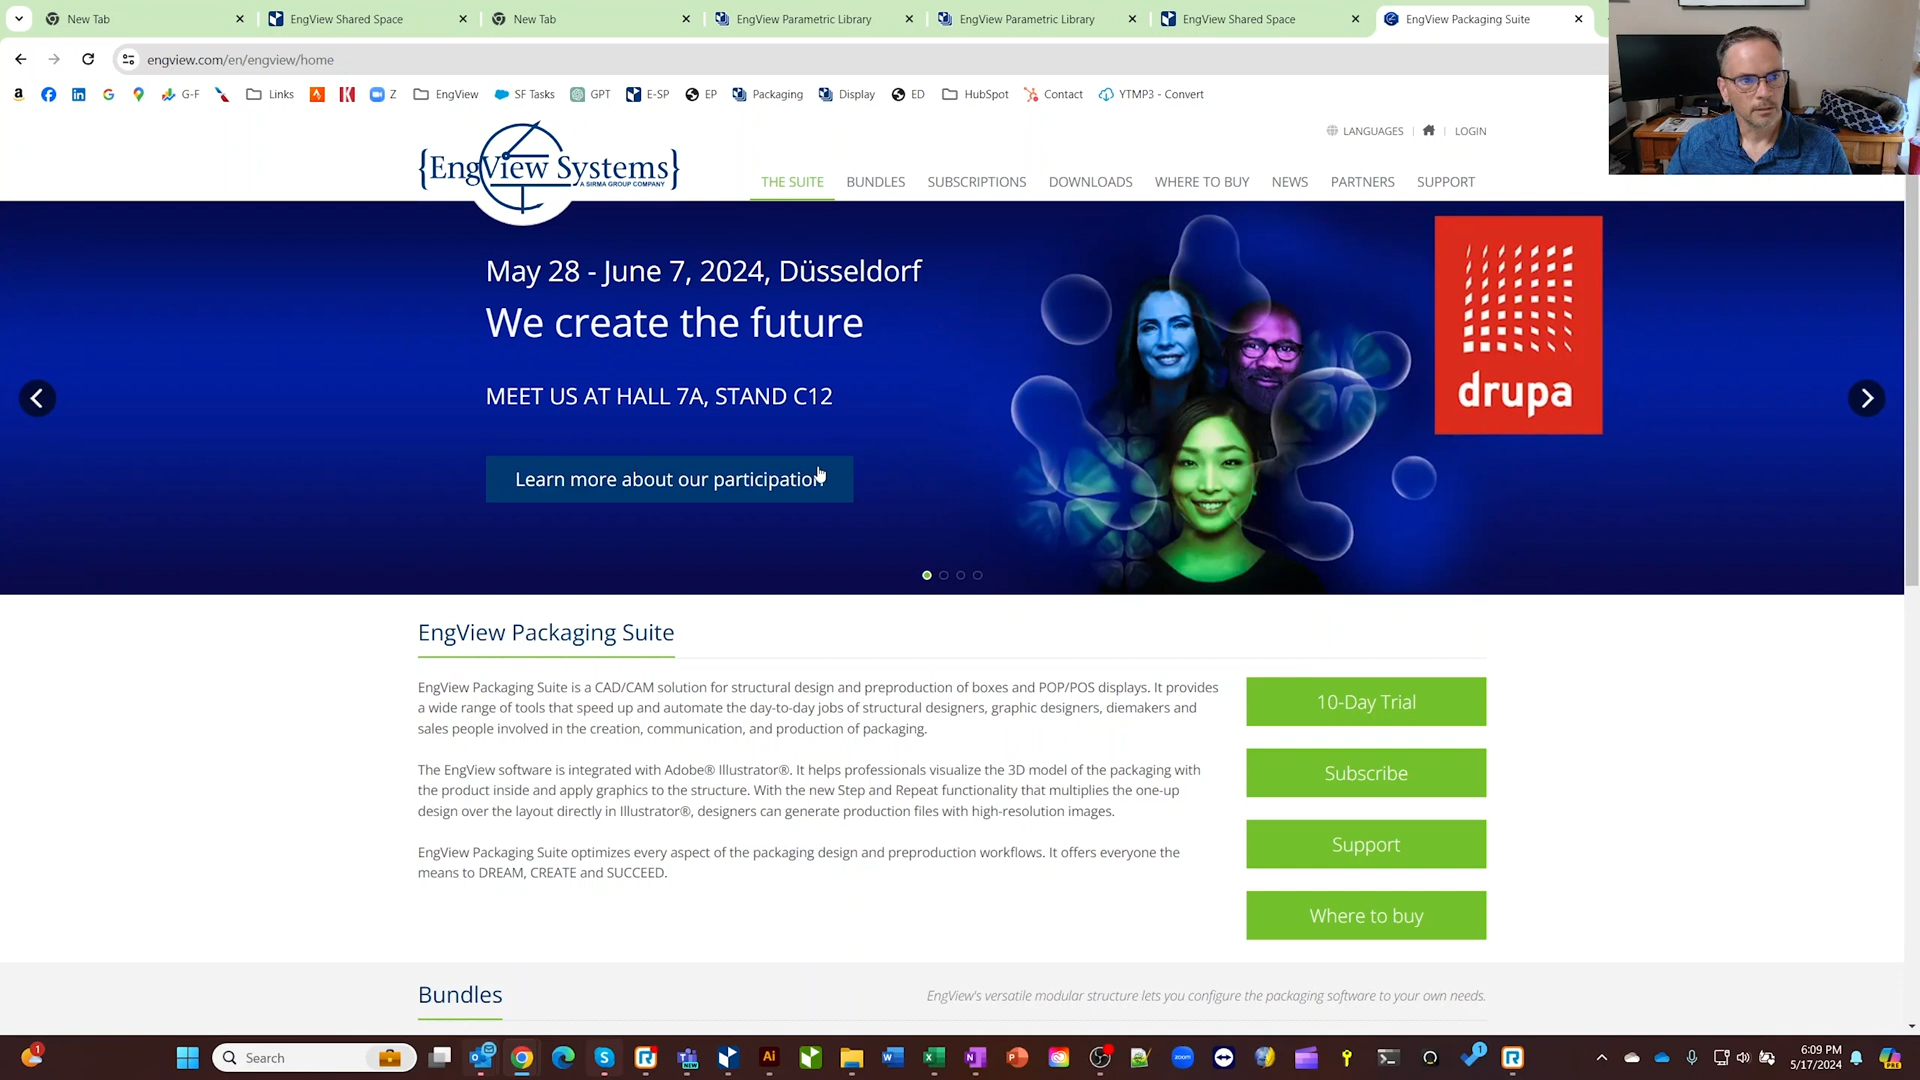 New Tab
EngView Shared Space
New Tab
EngView Parametric Library
EngView Parametric Library
EngView Shared Space
EngView Packaging Suite
engview.com/en/engview/home
G-F
Links
Z
EngView
SF Tasks
GPT
E-SP
EP
Packaging
Display
ED
HubSpot
Contact
YTMP3 - Convert
LANGUAGES
LOGIN
{EngView Systems}
A SIRMA GROUP COMPANY
THE SUITE
BUNDLES
SUBSCRIPTIONS
DOWNLOADS
WHERE TO BUY
NEWS
PARTNERS
SUPPORT
May 28 - June 7, 2024, Düsseldorf
We create the future
MEET US AT HALL 7A, STAND C12
Learn more about our participation
drupa
EngView Packaging Suite
EngView Packaging Suite is a CAD/CAM solution for structural design and preproduction of boxes and POP/POS displays. It provides
a wide range of tools that speed up and automate the day-to-day jobs of structural designers, graphic designers, diemakers and
sales people involved in the creation, communication, and production of packaging.
The EngView software is integrated with Adobe® Illustrator®. It helps professionals visualize the 3D model of the packaging with
the product inside and apply graphics to the structure. With the new Step and Repeat functionality that multiplies the one-up
design over the layout directly in Illustrator®, designers can generate production files with high-resolution images.
EngView Packaging Suite optimizes every aspect of the packaging design and preproduction workflows. It offers everyone the
means to DREAM, CREATE and SUCCEED.
10-Day Trial
Subscribe
Support
Where to buy
Bundles
EngView's versatile modular structure lets you configure the packaging software to your own needs.
Search
6:09 PM
5/17/2024